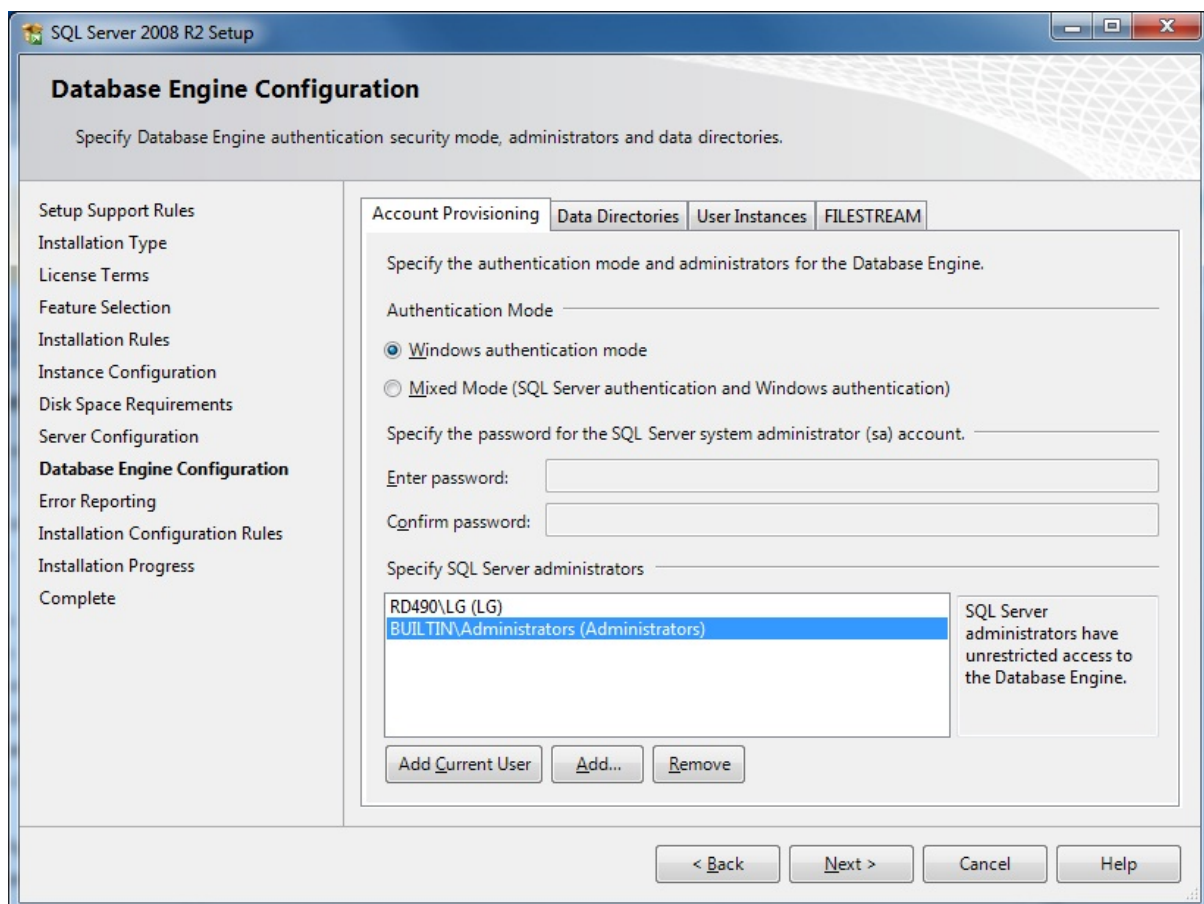 SQL Server 2008 R2 Setup
Database Engine Configuration
Specify Database Engine authentication security mode, administrators and data directories.
Setup Support Rules
Installation Type
License Terms
Feature Selection
Installation Rules
Instance Configuration
Disk Space Requirements
Server Configuration
Database Engine Configuration
Error Reporting
Installation Configuration Rules
Installation Progress
Complete
Account Provisioning Data Directories User Instances FILESTREAM
Specify the authentication mode and administrators for the Database Engine.
Authentication Mode
Windows authentication mode
Mixed Mode (SQL Server authentication and Windows authentication)
Specify the password for the SQL Server system administrator (sa) account.
Enter password:
Confirm password:
Specify SQL Server administrators
RD490\LG (LG)
BUILTIN\Administrators (Administrators)
SQL Server
administrators have
unrestricted access to
the Database Engine.
Add Current User Add... Remove
< Back Next > Cancel Help